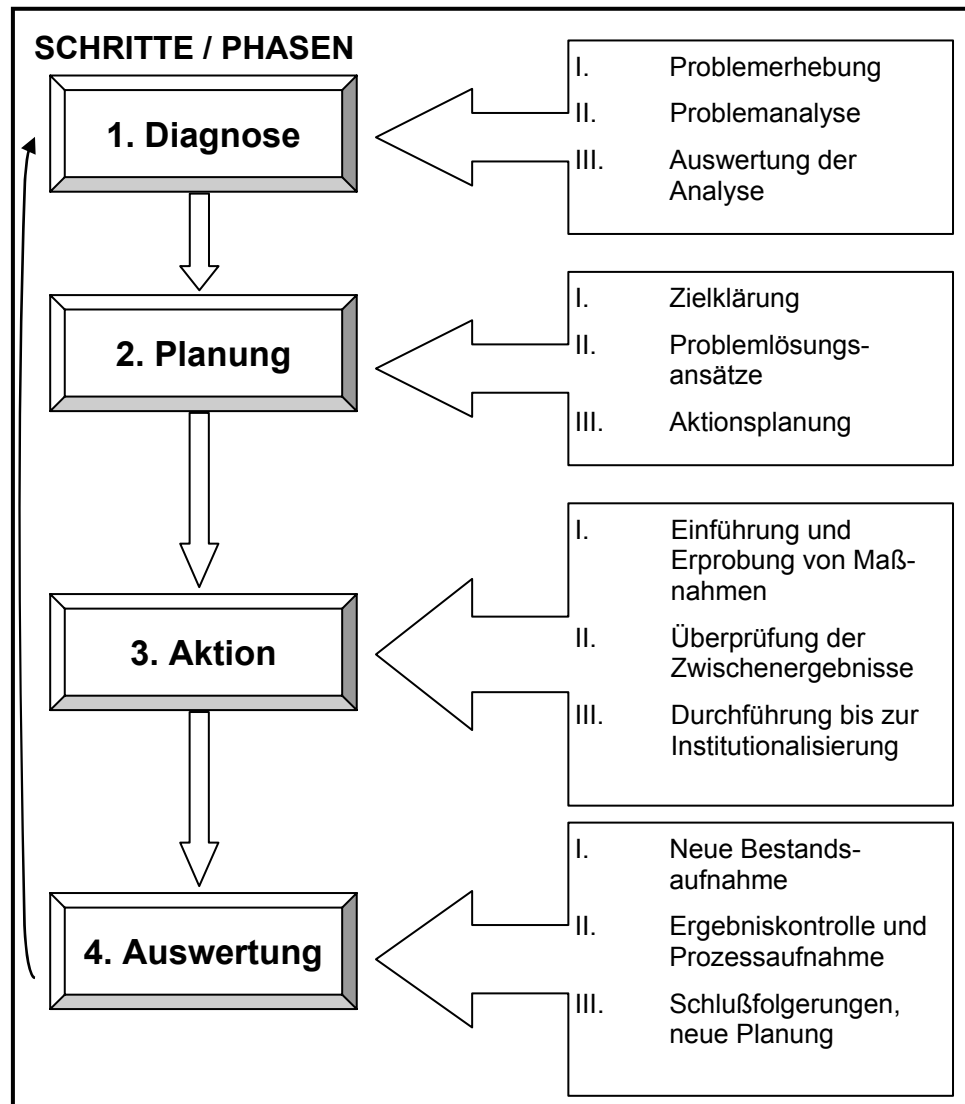 SCHRITTE / PHASEN
1. Diagnose
I. Problemerhebung
II. Problemanalyse
III. Auswertung der
Analyse
2. Planung
I. Zielklärung
II. Problemlösungs-
ansätze
III. Aktionsplanung
3. Aktion
I. Einführung und
Erprobung von Maß-
nahmen
II. Überprüfung der
Zwischenergebnisse
III. Durchführung bis zur
Institutionalisierung
4. Auswertung
I. Neue Bestands-
aufnahme
II. Ergebniskontrolle und
Prozessaufnahme
III. Schlußfolgerungen,
neue Planung